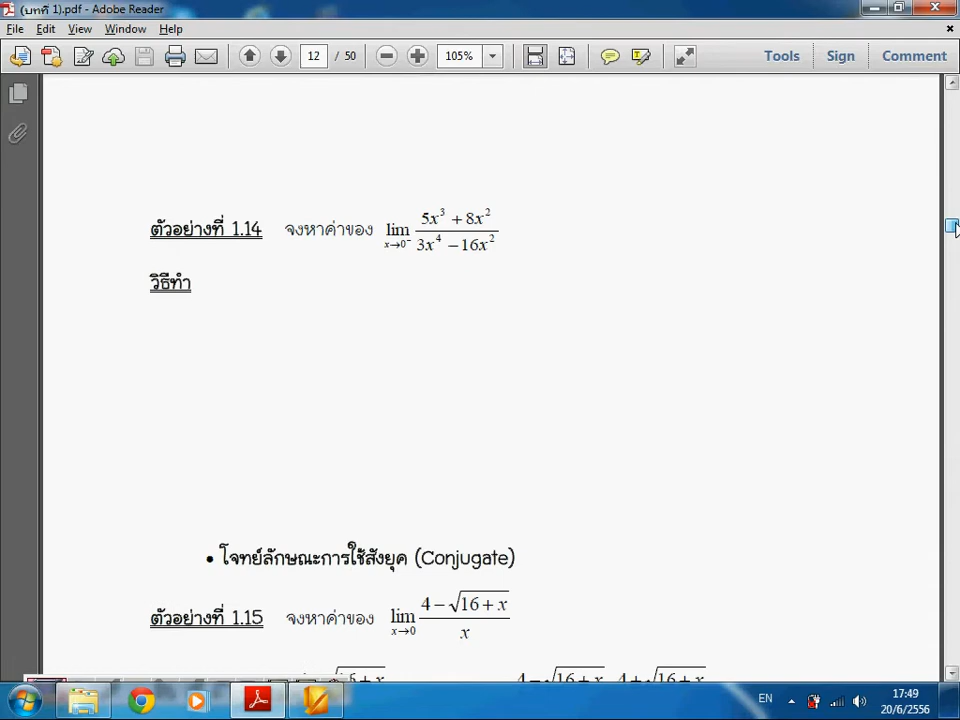 (บทที่ 1).pdf - Adobe Reader
File Edit View Window Help
12 / 50 105% Tools Sign Comment
ตัวอย่างที่ 1.14 จงหาค่าของ lim x→0⁻ (5x³ + 8x²)/(3x⁴ − 16x²)
วิธีทำ
• โจทย์ลักษณะการใช้สังยุค (Conjugate)
ตัวอย่างที่ 1.15 จงหาค่าของ lim x→0 (4 − √(16 + x))/x
4 − √16 + x 4 + √16 + x
EN 17:49
20/6/2556